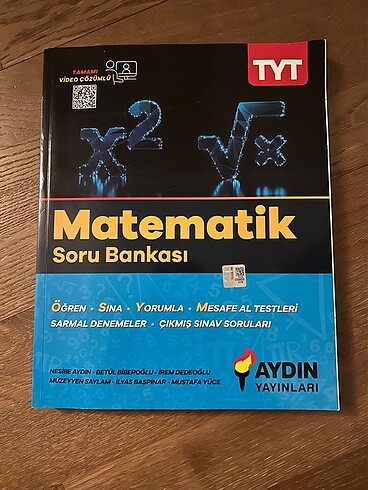 TAMAMI
VİDEO ÇÖZÜMLÜ
TYT
x²
√x
Matematik
Soru Bankası
ÖĞREN - SINA - YORUMLA - MESAFE AL TESTLERİ
SARMAL DENEMELER - ÇIKMIŞ SINAV SORULARI
NESİBE AYDIN - BETÜL BİBEROĞLU - İREM DEDEOĞLU
MÜZEYYEN SAYLAM - İLYAS BAŞPINAR - MUSTAFA YÜCE
AYDIN
YAYINLARI